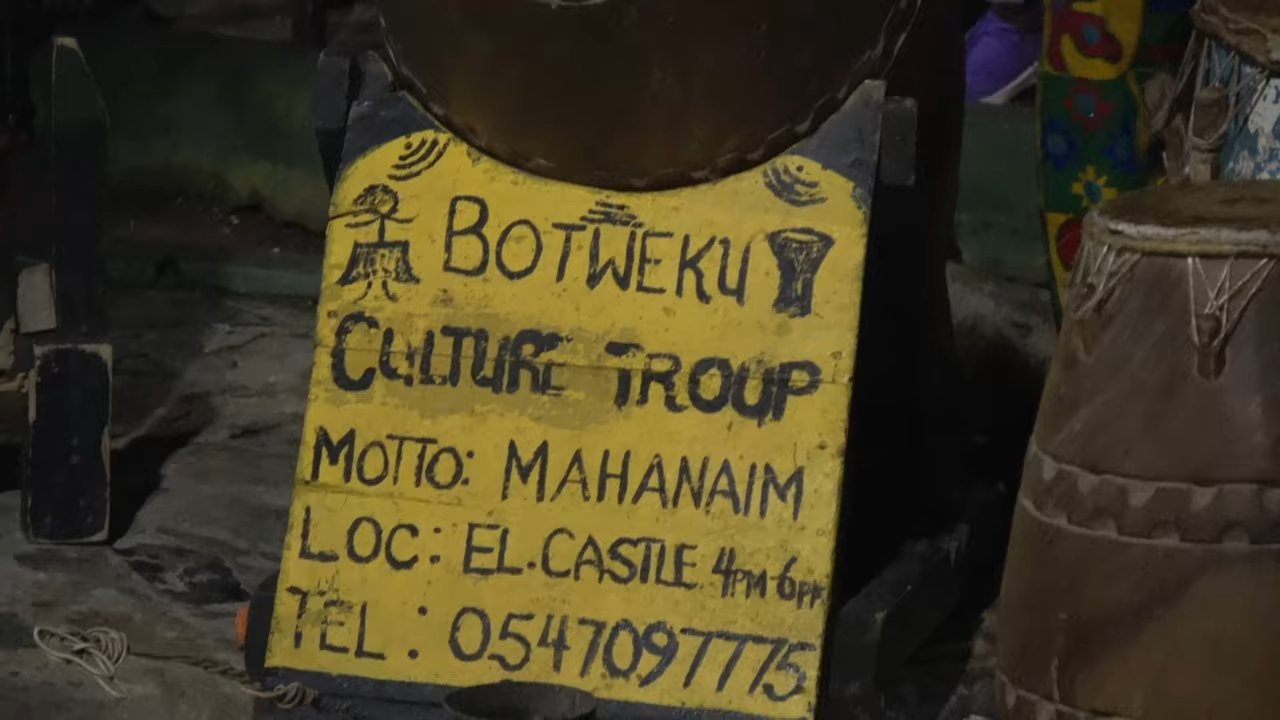 BOTWEKU
CULTURE TROUP
MOTTO: MAHANAIM
LOC: EL.CASTLE 4PM-6PM
TEL: 0547097775